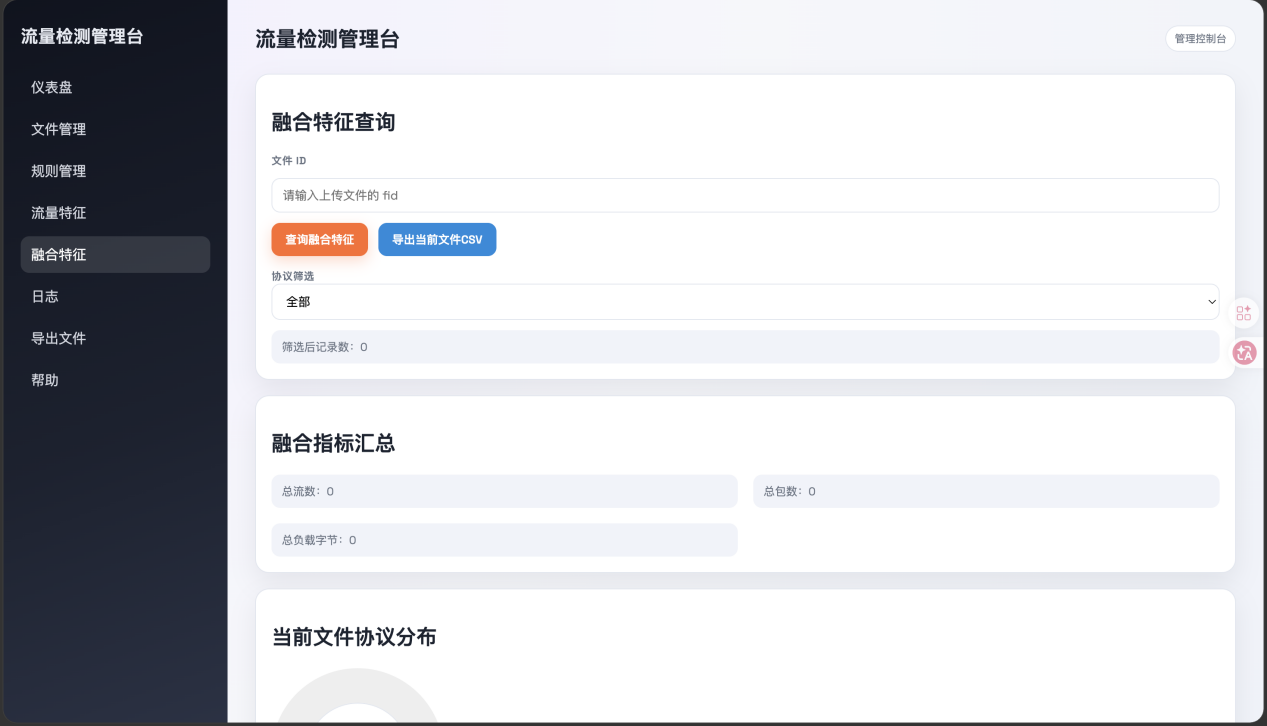 流量检测管理台
仪表盘
文件管理
规则管理
流量特征
融合特征
日志
导出文件
帮助
流量检测管理台
管理控制台
融合特征查询
文件 ID
请输入上传文件的 fid
查询融合特征
导出当前文件CSV
协议筛选
全部
筛选后记录数：0
融合指标汇总
总流数：0
总包数：0
总负载字节：0
当前文件协议分布